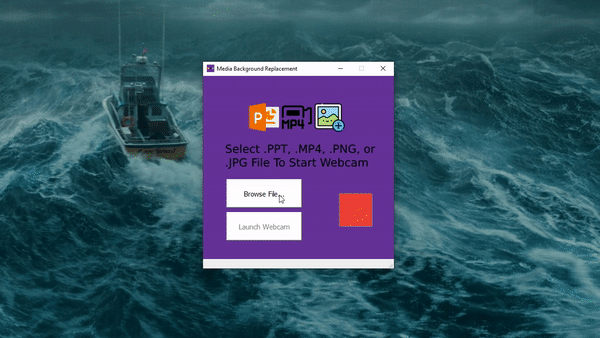 Media Background Replacement
P
MP4
Select .PPT, .MP4, .PNG, or
.JPG File To Start Webcam
Browse File
Launch Webcam